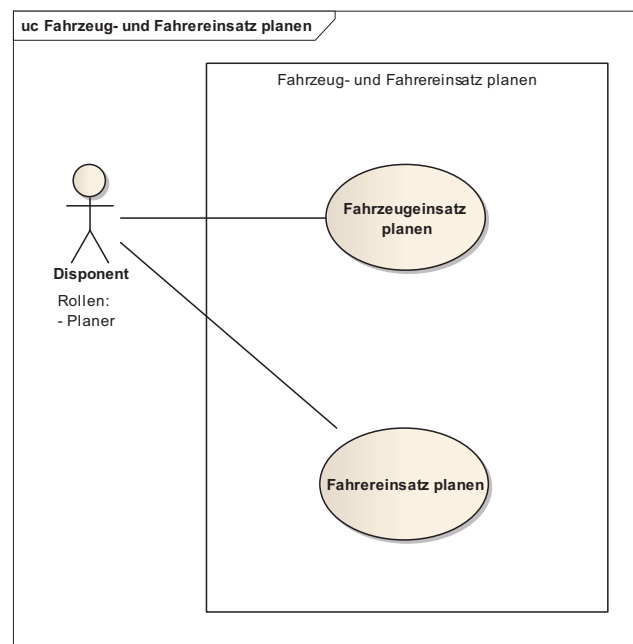 uc Fahrzeug- und Fahrereinsatz planen
Fahrzeug- und Fahrereinsatz planen
Fahrzeugeinsatz
planen
Disponent
Rollen:
- Planer
Fahrereinsatz planen